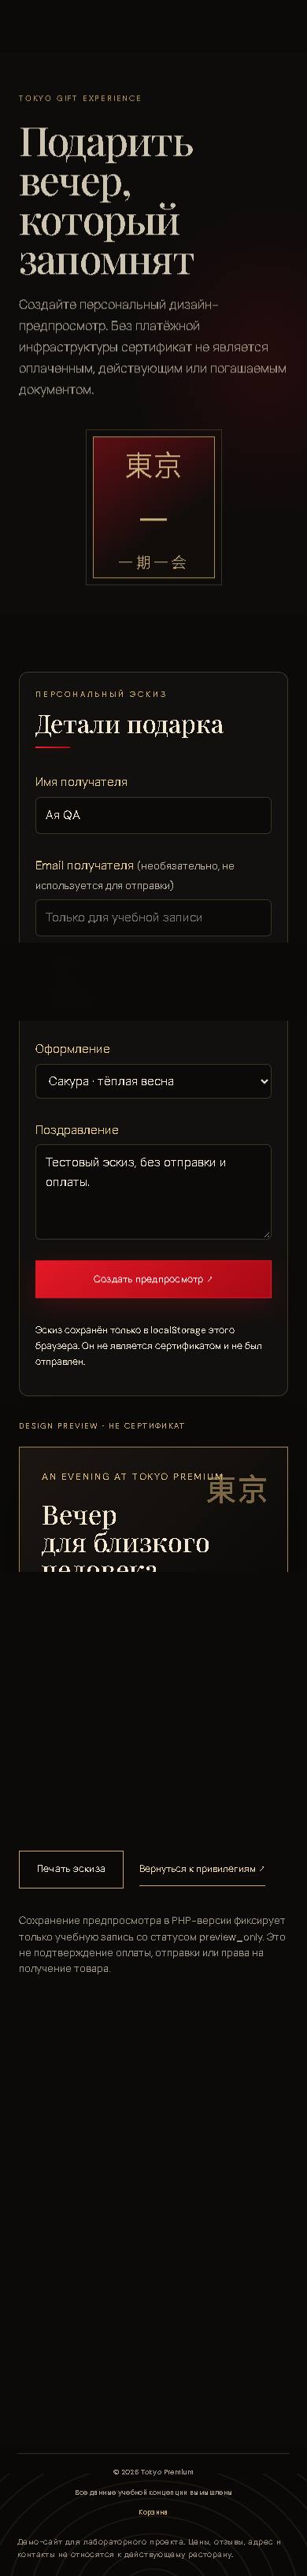 TOKYO GIFT EXPERIENCE
Подарить
вечер,
который
запомнят
Создайте персональный дизайн-
предпросмотр. Без платёжной
инфраструктуры сертификат не является
оплаченным, действующим или погашаемым
документом.
東京
一期一会
ПЕРСОНАЛЬНЫЙ ЭСКИЗ
Детали подарка
Имя получателя
Ая QA
Email получателя (необязательно, не
используется для отправки)
Только для учебной записи
Оформление
Сакура · тёплая весна
Поздравление
Тестовый эскиз, без отправки и
оплаты.
Создать предпросмотр ↗
Эскиз сохранён только в localStorage этого
браузера. Он не является сертификатом и не был
отправлен.
DESIGN PREVIEW · НЕ СЕРТИФИКАТ
AN EVENING AT TOKYO PREMIUM
東京
Вечер
для близкого
человека
Печать эскиза
Вернуться к привилегиям ↗
Сохранение предпросмотра в PHP-версии фиксирует
только учебную запись со статусом preview_only. Это
не подтверждение оплаты, отправки или права на
получение товара.
© 2026 Tokyo Premium
Все данные учебной концепции вымышлены
Корзина
Демо-сайт для лабораторного проекта. Цены, отзывы, адрес и
контакты не относятся к действующему ресторану.